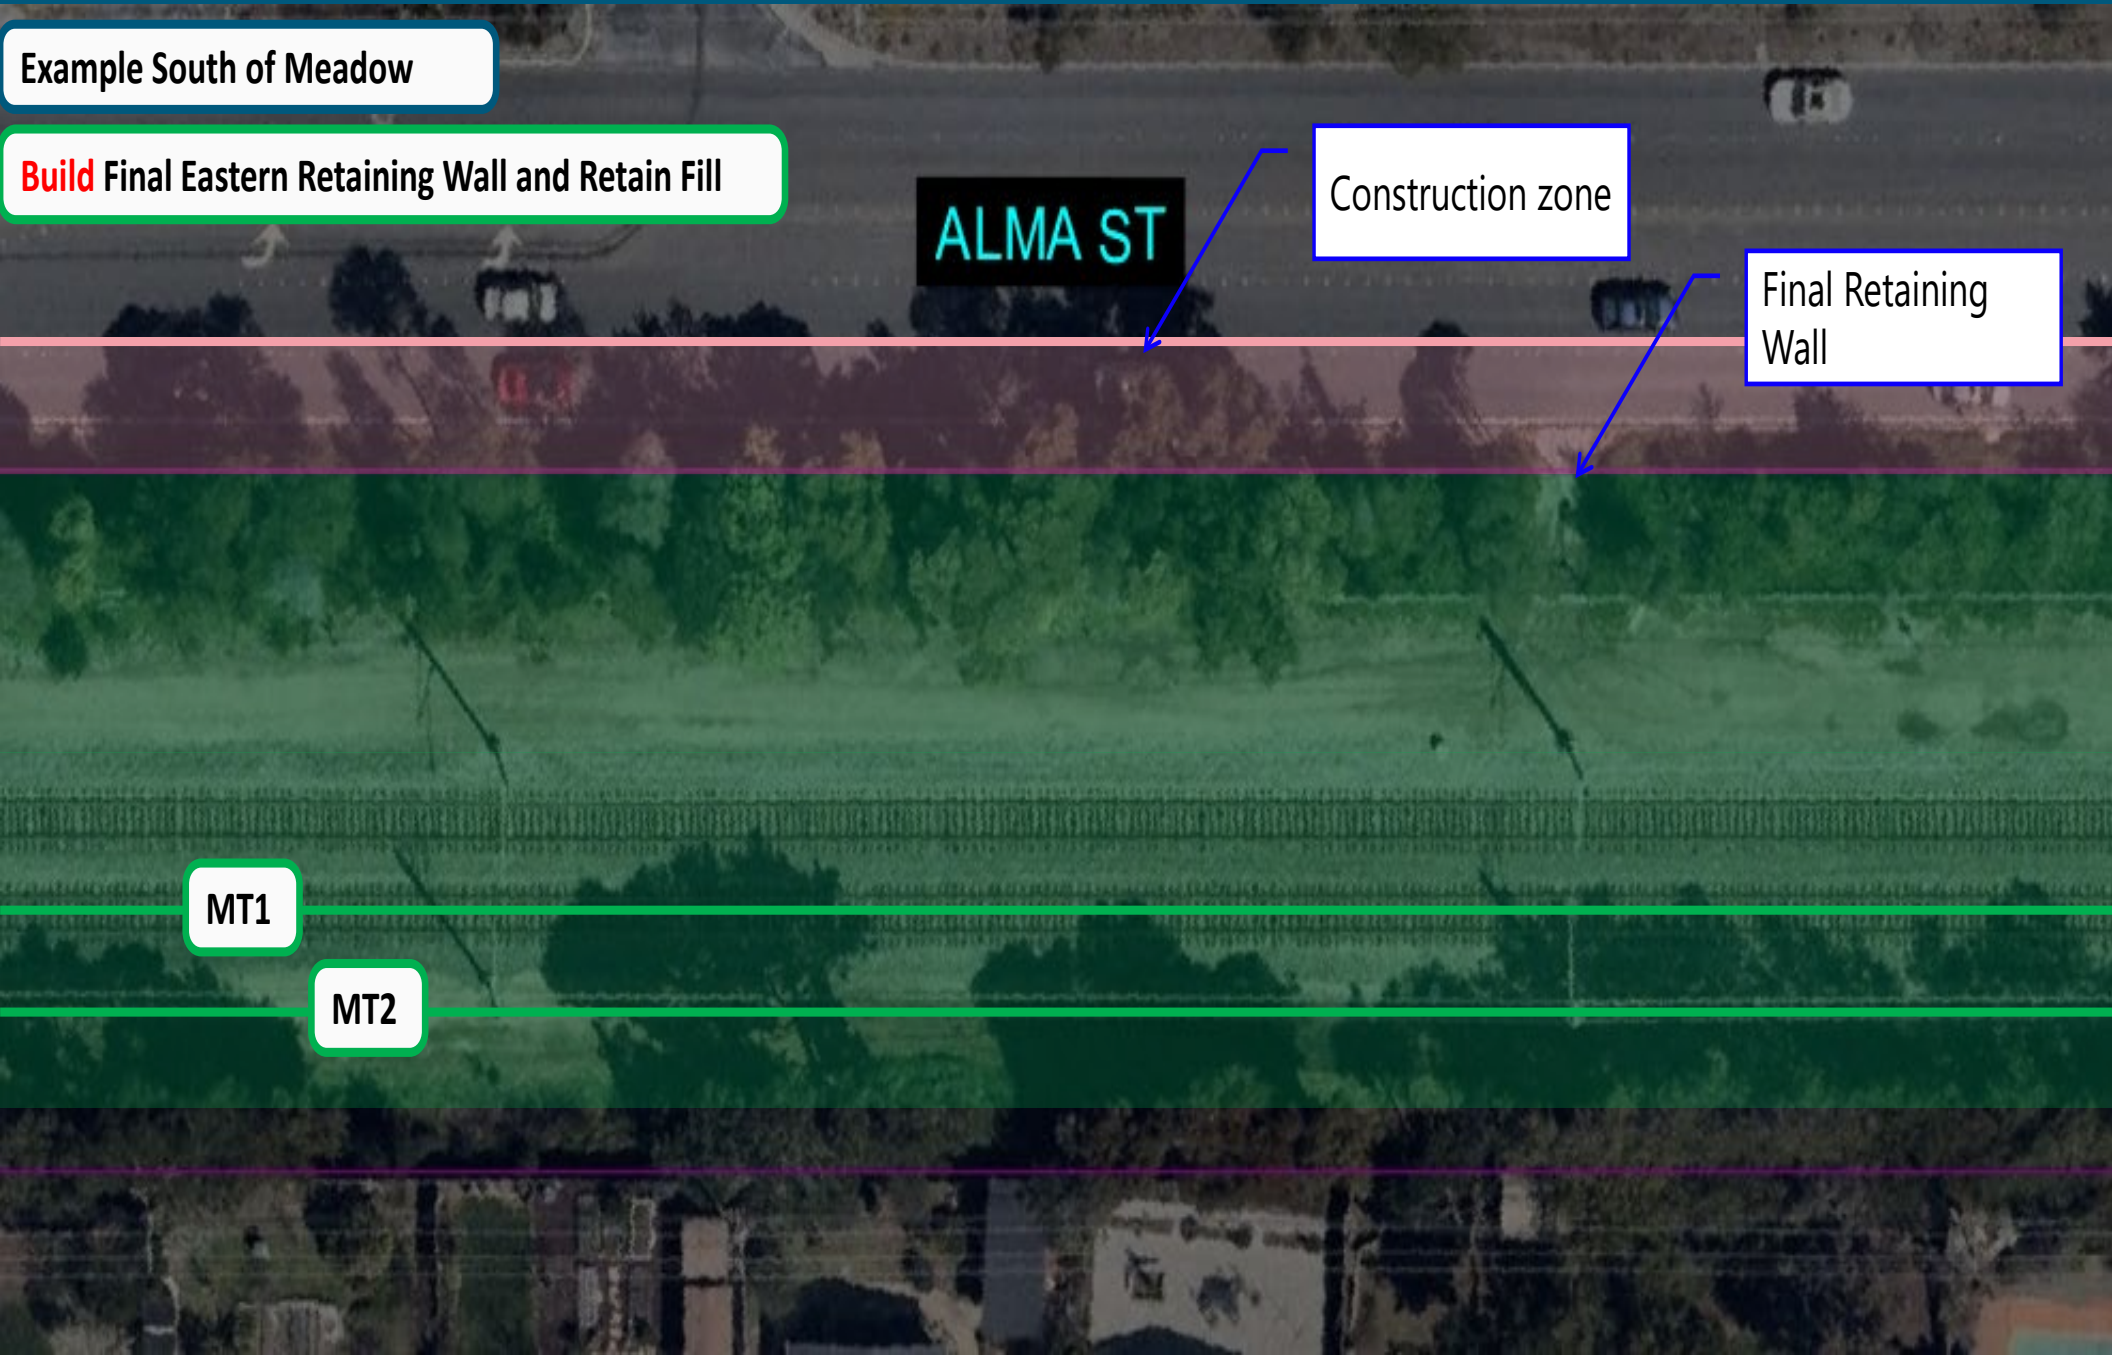 Example South of Meadow
Build Final Eastern Retaining Wall and Retain Fill
ALMA ST
Construction zone
Final Retaining
Wall
MT1
MT2